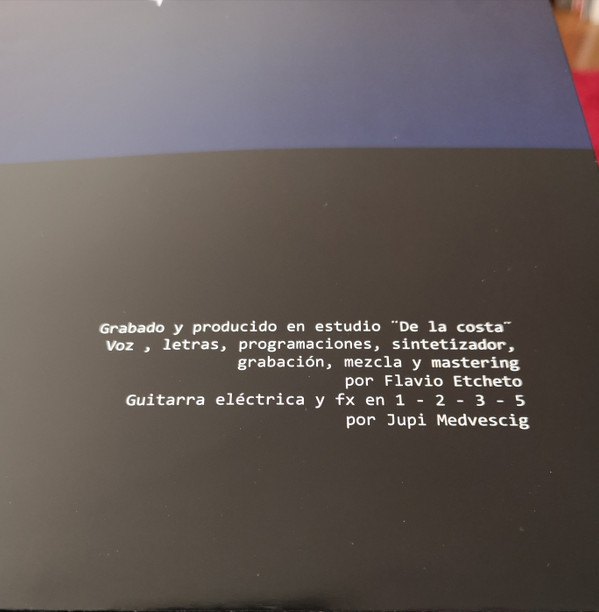 Grabado y producido en estudio ¨De la costa¨
Voz , letras, programaciones, sintetizador,
grabación, mezcla y mastering
por Flavio Etcheto
Guitarra eléctrica y fx en 1 - 2 - 3 - 5
por Jupi Medvescig